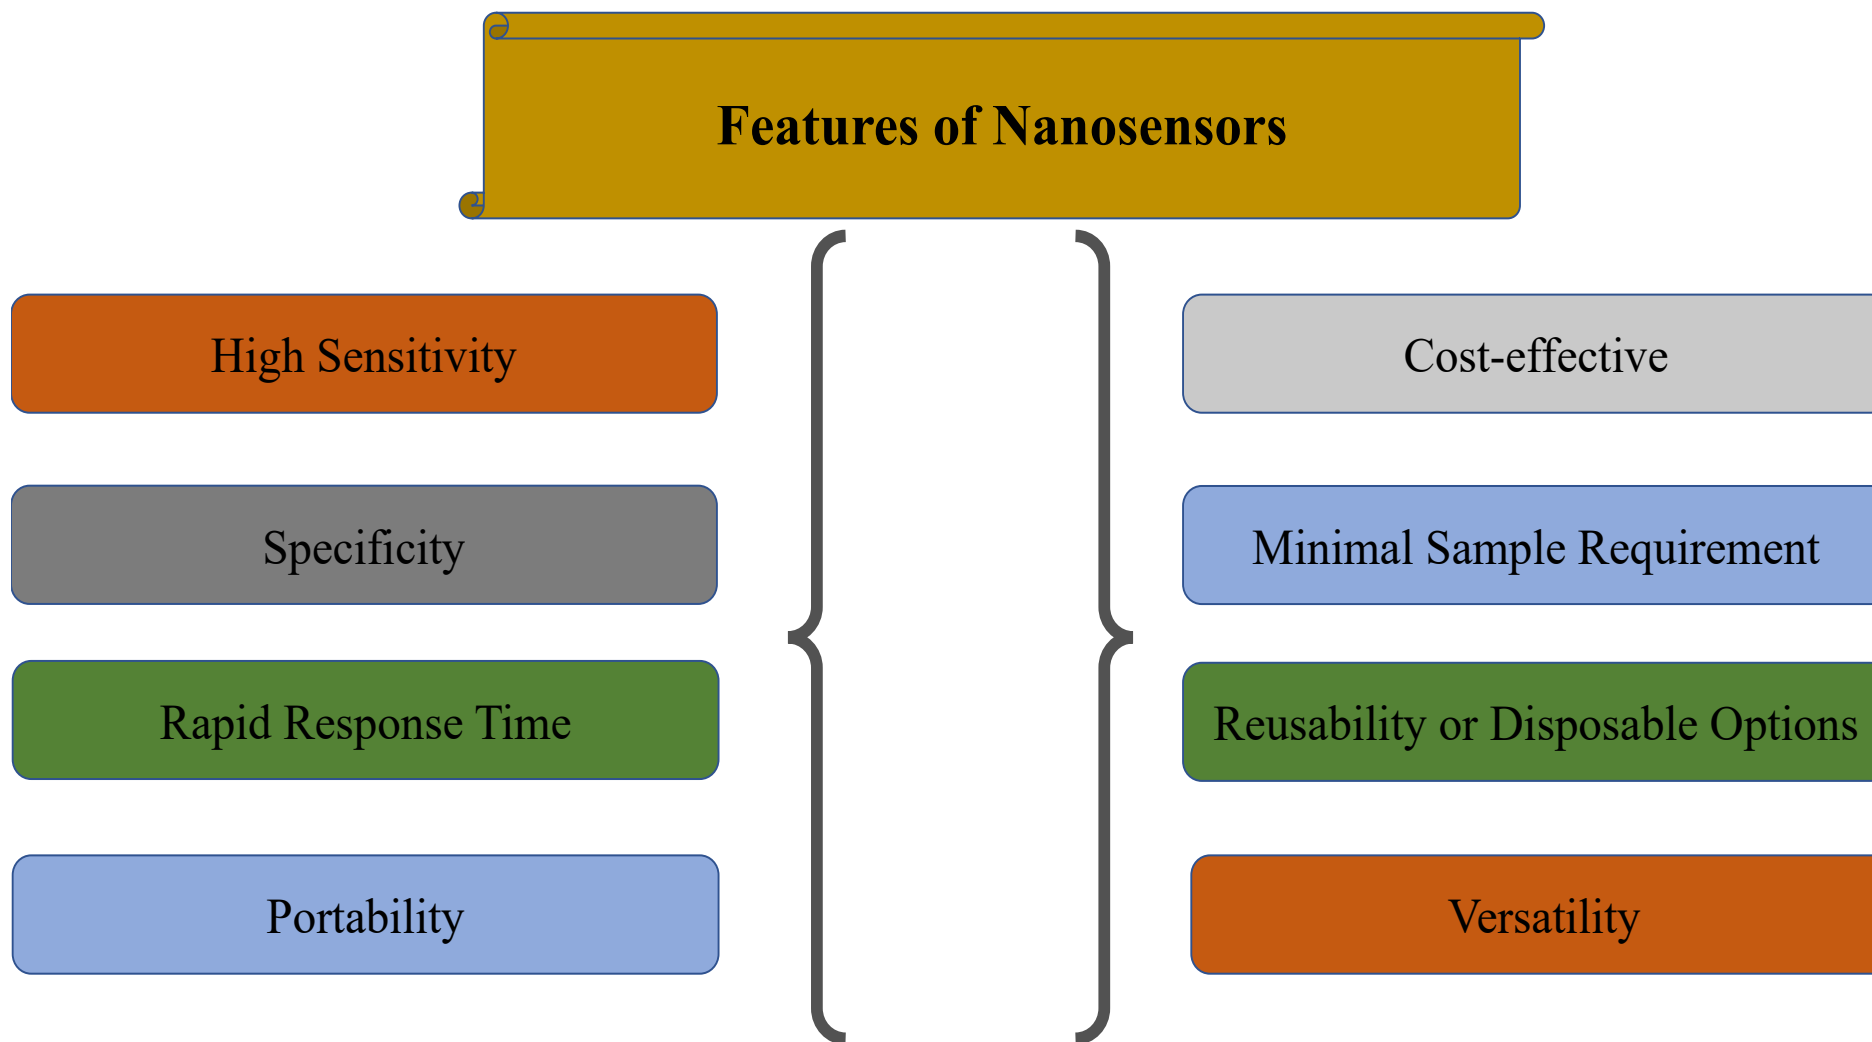 Features of Nanosensors
High Sensitivity
Specificity
Rapid Response Time
Portability
Cost-effective
Minimal Sample Requirement
Reusability or Disposable Options
Versatility